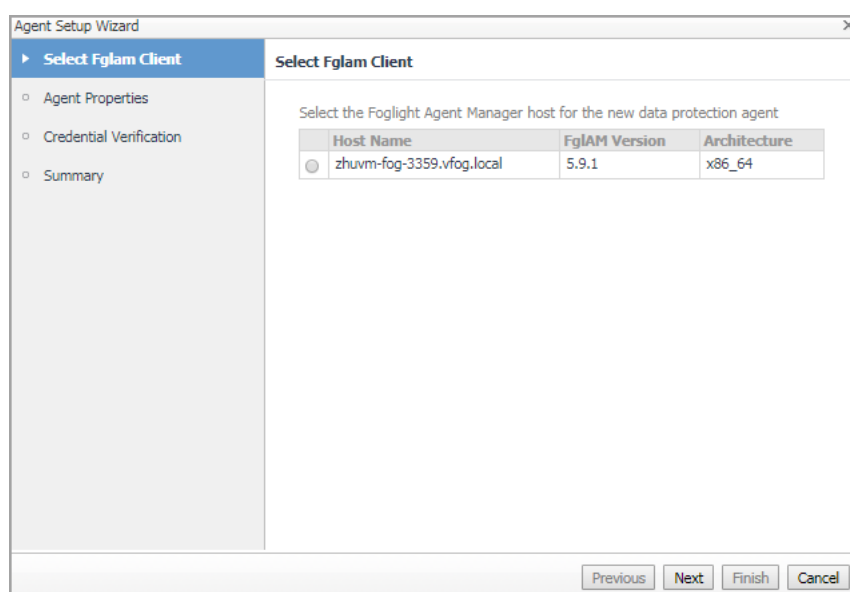 Agent Setup Wizard
Select Fglam Client
Agent Properties
Credential Verification
Summary
Select Fglam Client
Select the Foglight Agent Manager host for the new data protection agent
Host Name FglAM Version Architecture
zhuvm-fog-3359.vfog.local 5.9.1 x86_64
Previous Next Finish Cancel